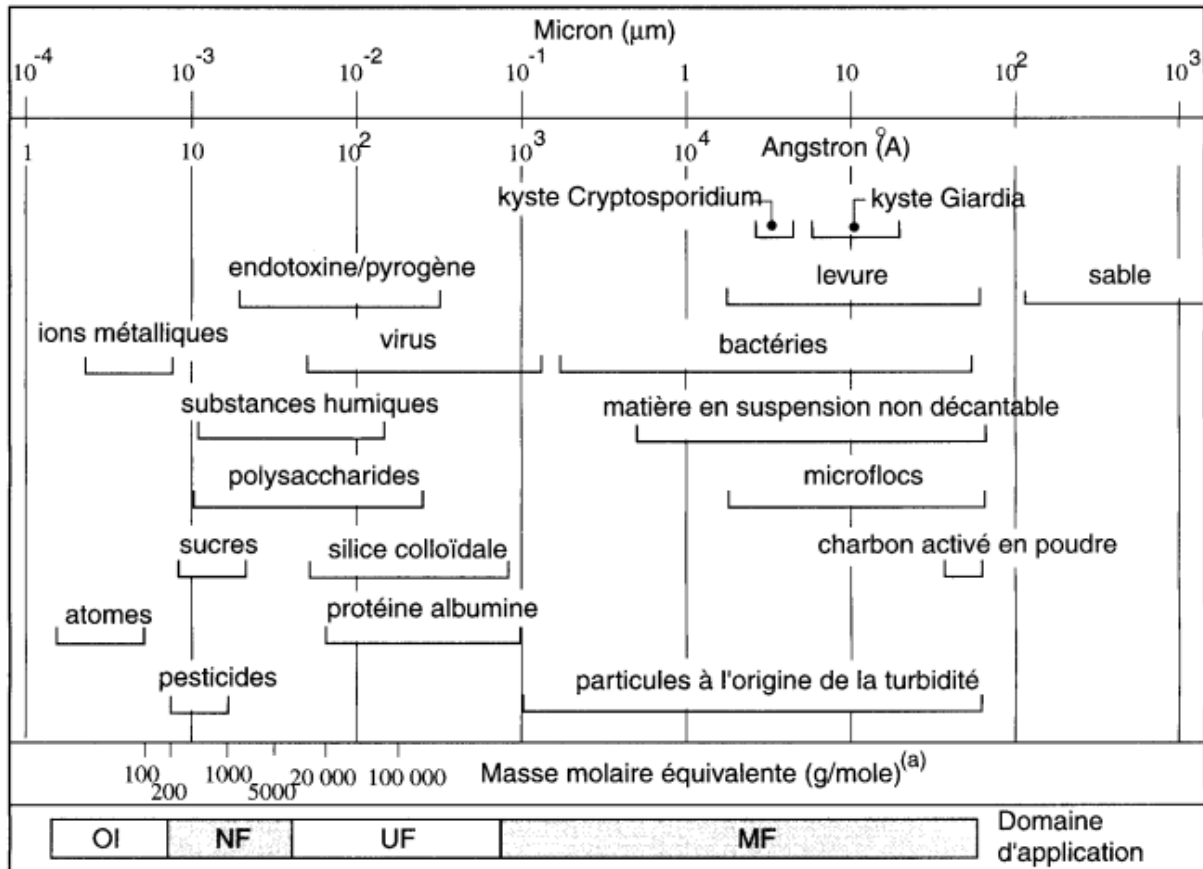 Micron (μm)
10-4 10-3 10-2 10-1 1 10 102 103
1 10 102 103 104 Angstron (Å)
kyste Cryptosporidium kyste Giardia
endotoxine/pyrogène levure sable
ions métalliques virus bactéries
substances humiques matière en suspension non décantable
polysaccharides microflocs
sucres silice colloïdale charbon activé en poudre
atomes protéine albumine
pesticides particules à l'origine de la turbidité
100 200 1000 5000 20 000 100 000 Masse molaire équivalente (g/mole)(a)
OI NF UF MF Domaine
d'application